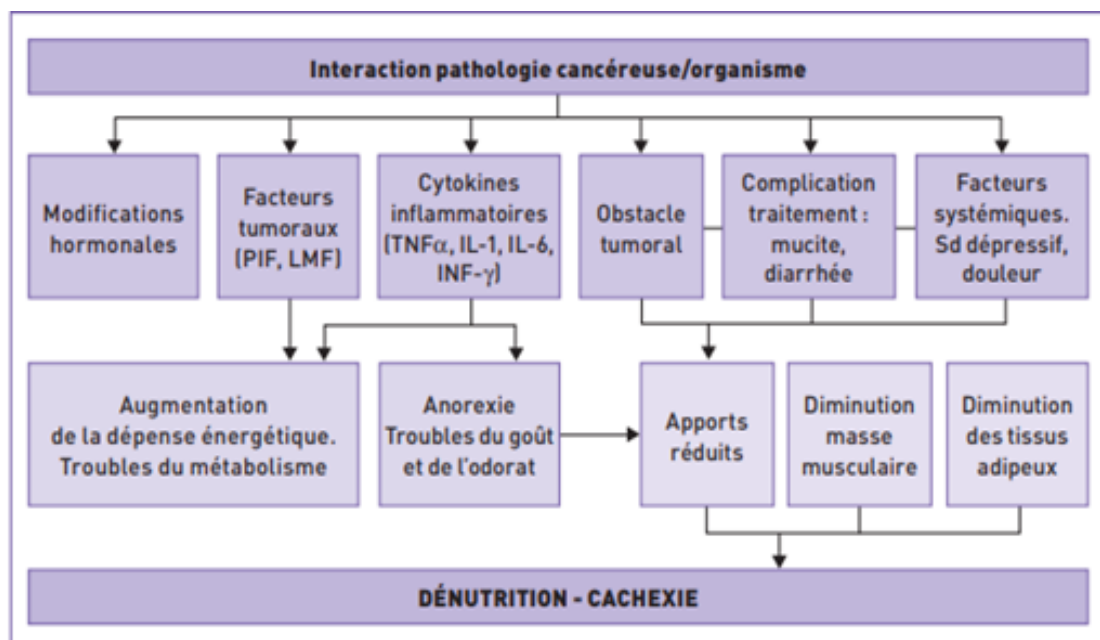 Interaction pathologie cancéreuse/organisme
Modifications
hormonales
Facteurs
tumoraux
(PIF, LMF)
Cytokines
inflammatoires
(TNFα, IL-1, IL-6,
INF-γ)
Obstacle
tumoral
Complication
traitement :
mucite,
diarrhée
Facteurs
systémiques.
Sd dépressif,
douleur
Augmentation
de la dépense énergétique.
Troubles du métabolisme
Anorexie
Troubles du goût
et de l'odorat
Apports
réduits
Diminution
masse
musculaire
Diminution
des tissus
adipeux
DÉNUTRITION - CACHEXIE